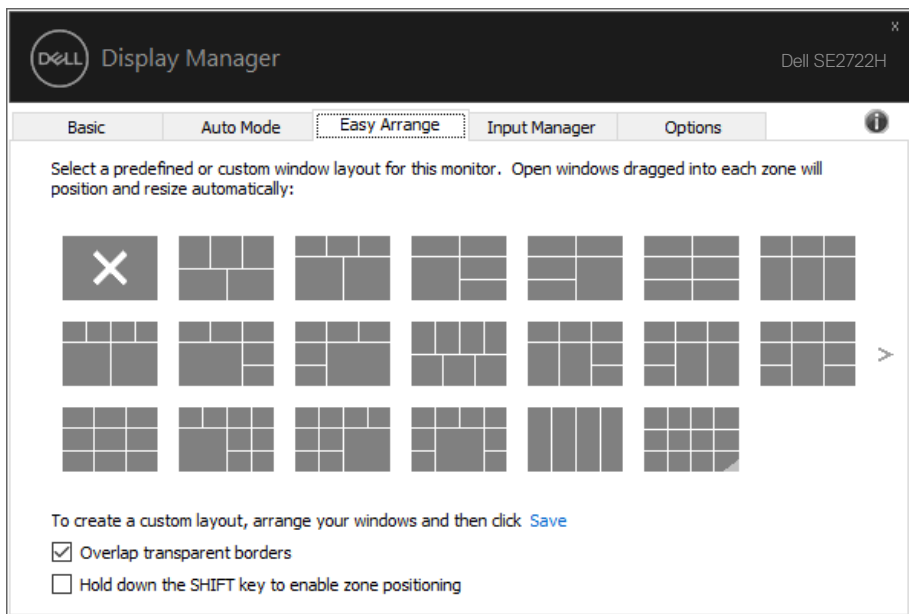 x
DELL Display Manager
Dell SE2722H
Basic Auto Mode Easy Arrange Input Manager Options
Select a predefined or custom window layout for this monitor. Open windows dragged into each zone will
position and resize automatically:
>
To create a custom layout, arrange your windows and then click Save
Overlap transparent borders
Hold down the SHIFT key to enable zone positioning